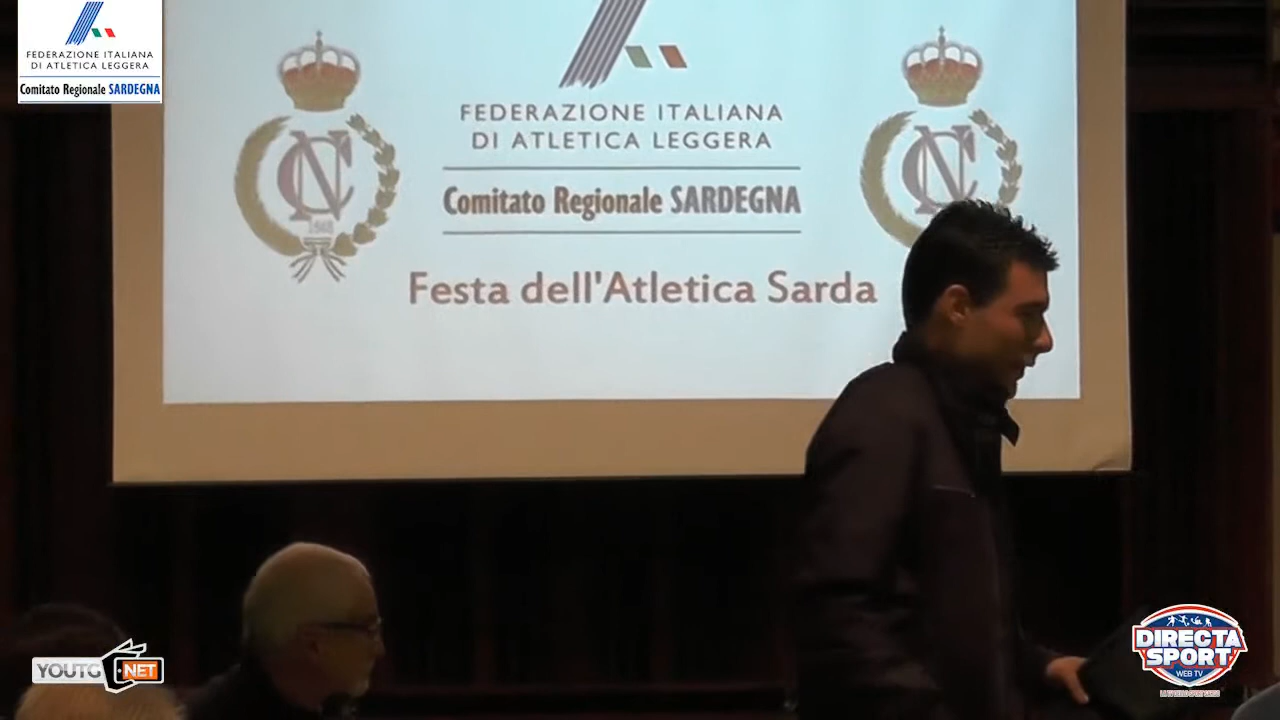 FEDERAZIONE ITALIANA
DI ATLETICA LEGGERA
Comitato Regionale SARDEGNA
FEDERAZIONE ITALIANA
DI ATLETICA LEGGERA
Comitato Regionale SARDEGNA
Festa dell'Atletica Sarda
YOUTG .NET
DIRECTA
SPORT
WEB TV